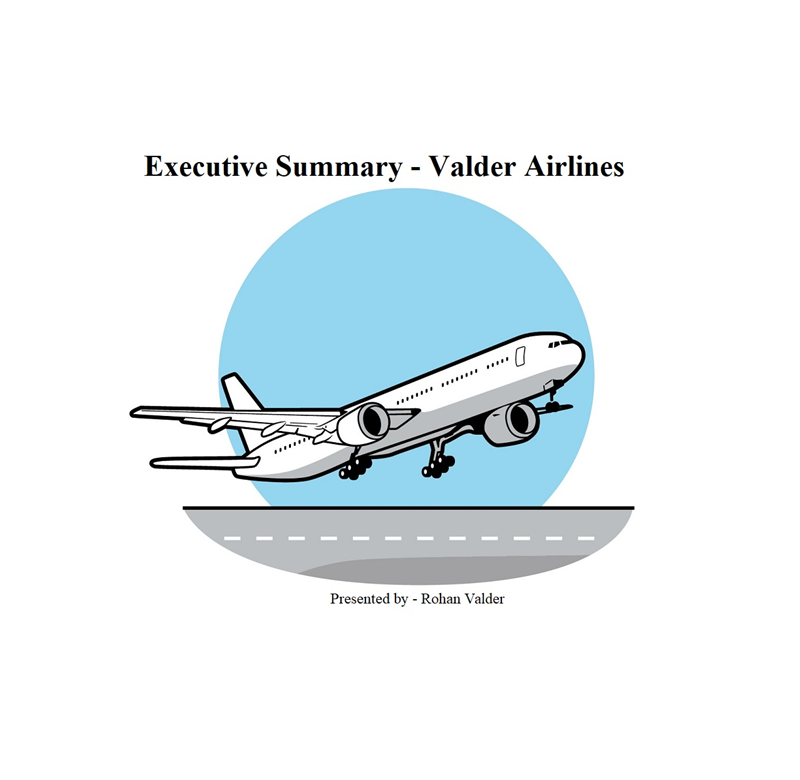 Executive Summary - Valder Airlines
Presented by - Rohan Valder